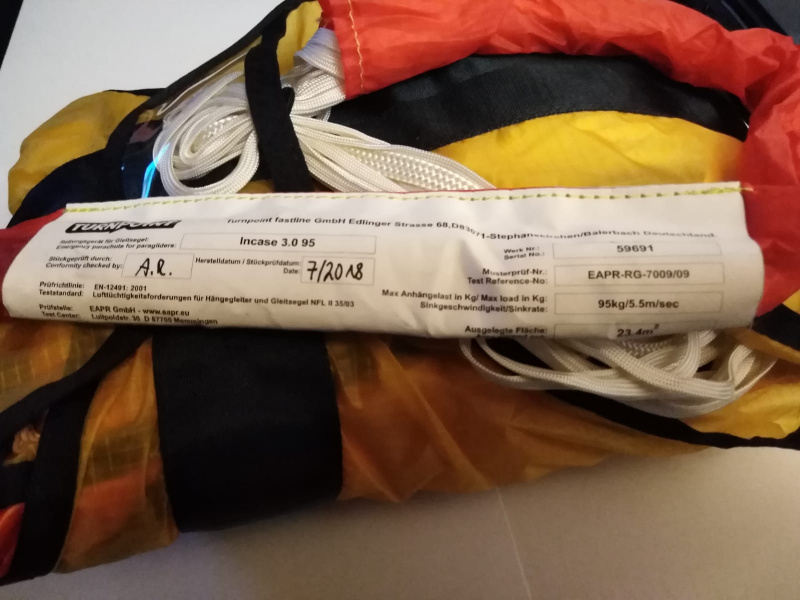 TURNPOINT
Turnpoint fastline GmbH Edlinger Strasse 68, Deutschland
Rettungsgerät für Gleitsegel:
Emergency parachute for paragliders:
Incase 3.0 95
Werk Nr.:
Serial No.:
59691
Stückgeprüft durch:
Conformity checked by:
A.R.
Herstelldatum / Stückprüfdatum:
Date:
7/2018
Musterprüf-Nr.:
Test Reference-No:
EAPR-RG-7009/09
Prüfrichtlinie: EN-12491: 2001
Teststandard: Lufttüchtigkeitsforderungen für Hängegleiter und Gleitsegel NFL II 35/03
Max Anhängelast in Kg/ Max load in Kg:
Sinkgeschwindigkeit/Sinkrate:
95kg/5.5m/sec
Prüfstelle: EAPR GmbH - www.eapr.eu
Test Center: Luitpoldstr. 30, D 87700 Memmingen
Ausgelegte Fläche:
23.4m²